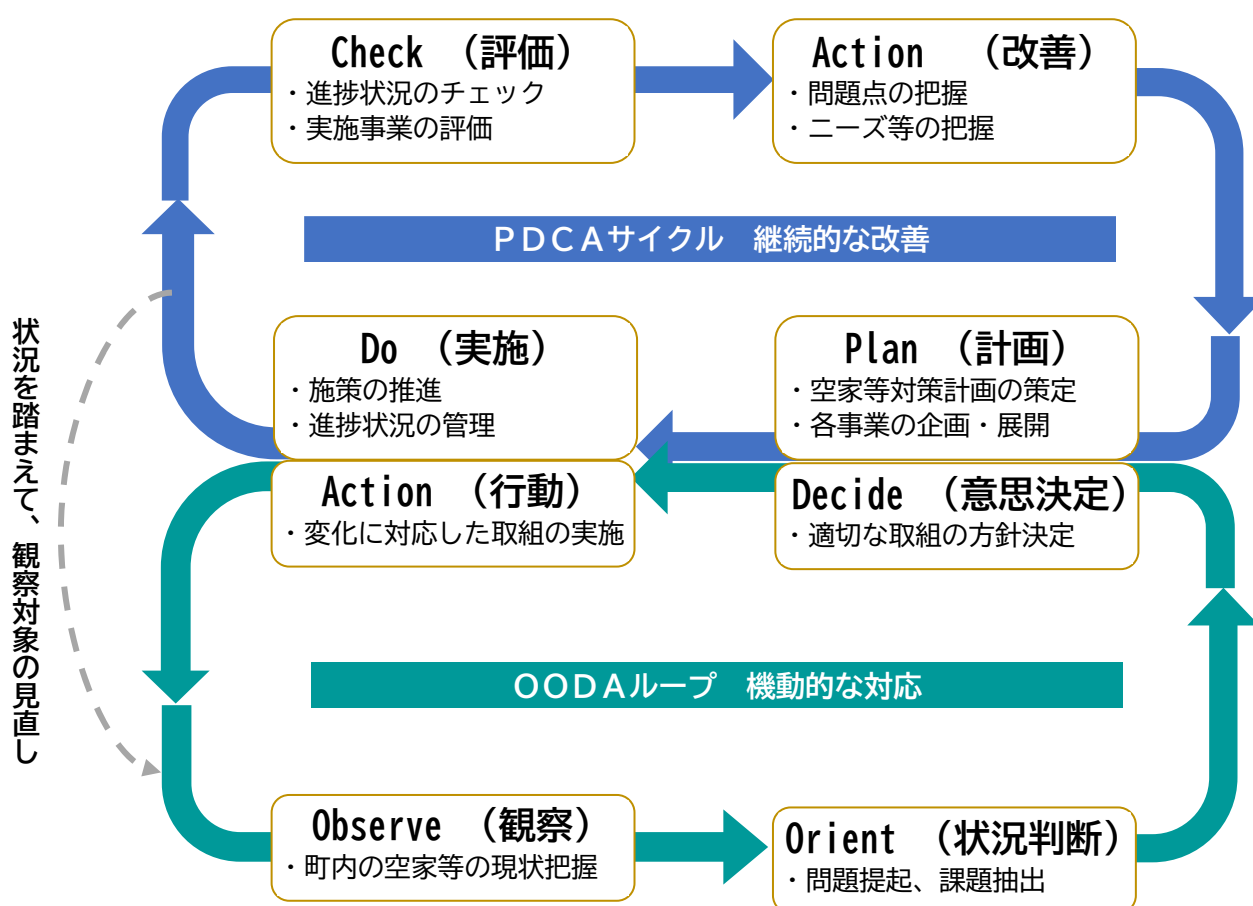 Check （評価）
・進捗状況のチェック
・実施事業の評価
Action （改善）
・問題点の把握
・ニーズ等の把握
ＰＤＣＡサイクル　継続的な改善
Do （実施）
・施策の推進
・進捗状況の管理
Plan （計画）
・空家等対策計画の策定
・各事業の企画・展開
状況を踏まえて、観察対象の見直し
Action （行動）
・変化に対応した取組の実施
Decide （意思決定）
・適切な取組の方針決定
ＯＯＤＡループ　機動的な対応
Observe （観察）
・町内の空家等の現状把握
Orient （状況判断）
・問題提起、課題抽出